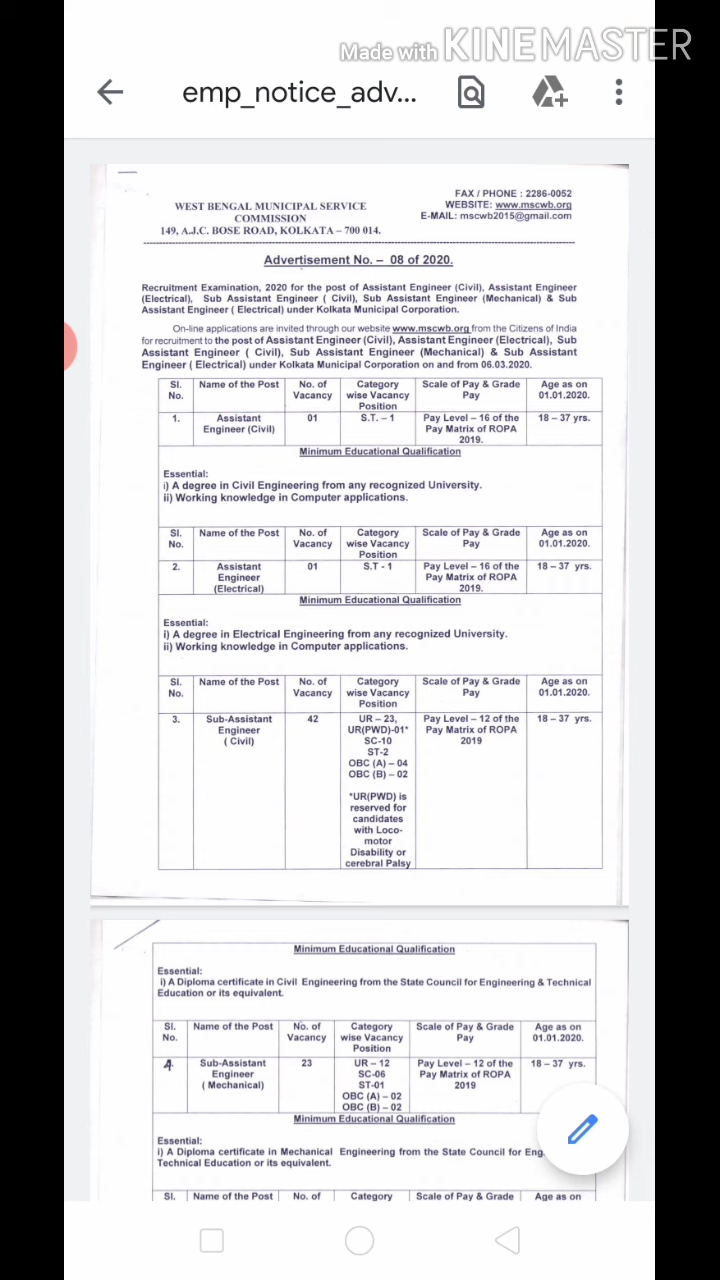 Made with KINEMASTER
emp_notice_adv...
FAX / PHONE : 2286-0052
WEBSITE: www.mscwb.org
E-MAIL: mscwb2015@gmail.com
WEST BENGAL MUNICIPAL SERVICE
COMMISSION
149, A.J.C. BOSE ROAD, KOLKATA – 700 014.
Advertisement No. – 08 of 2020.
Recruitment Examination, 2020 for the post of Assistant Engineer (Civil), Assistant Engineer
(Electrical), Sub Assistant Engineer ( Civil), Sub Assistant Engineer (Mechanical) & Sub
Assistant Engineer ( Electrical) under Kolkata Municipal Corporation.
On-line applications are invited through our website www.mscwb.org from the Citizens of India
for recruitment to the post of Assistant Engineer (Civil), Assistant Engineer (Electrical), Sub
Assistant Engineer ( Civil), Sub Assistant Engineer (Mechanical) & Sub Assistant
Engineer ( Electrical) under Kolkata Municipal Corporation on and from 06.03.2020.
Sl. Name of the Post No. of Category Scale of Pay & Grade Age as on
No. Vacancy wise Vacancy Pay 01.01.2020.
Position
1. Assistant 01 S.T. – 1 Pay Level – 16 of the 18 – 37 yrs.
Engineer (Civil) Pay Matrix of ROPA
2019.
Minimum Educational Qualification
Essential:
i) A degree in Civil Engineering from any recognized University.
ii) Working knowledge in Computer applications.
Sl. Name of the Post No. of Category Scale of Pay & Grade Age as on
No. Vacancy wise Vacancy Pay 01.01.2020.
Position
2. Assistant 01 S.T - 1 Pay Level – 16 of the 18 – 37 yrs.
Engineer Pay Matrix of ROPA
(Electrical) 2019.
Minimum Educational Qualification
Essential:
i) A degree in Electrical Engineering from any recognized University.
ii) Working knowledge in Computer applications.
Sl. Name of the Post No. of Category Scale of Pay & Grade Age as on
No. Vacancy wise Vacancy Pay 01.01.2020.
Position
3. Sub-Assistant 42 UR – 23, Pay Level – 12 of the 18 – 37 yrs.
Engineer UR(PWD)-01* Pay Matrix of ROPA
( Civil) SC-10 2019
ST-2
OBC (A) – 04
OBC (B) – 02
*UR(PWD) is
reserved for
candidates
with Loco-
motor
Disability or
cerebral Palsy
Minimum Educational Qualification
Essential:
i) A Diploma certificate in Civil Engineering from the State Council for Engineering & Technical
Education or its equivalent.
Sl. Name of the Post No. of Category Scale of Pay & Grade Age as on
No. Vacancy wise Vacancy Pay 01.01.2020.
Position
4. Sub-Assistant 23 UR – 12 Pay Level – 12 of the 18 – 37 yrs.
Engineer SC-06 Pay Matrix of ROPA
( Mechanical) ST-01 2019
OBC (A) – 02
OBC (B) – 02
Minimum Educational Qualification
Essential:
i) A Diploma certificate in Mechanical Engineering from the State Council for Eng
Technical Education or its equivalent.
Sl. Name of the Post No. of Category Scale of Pay & Grade Age as on